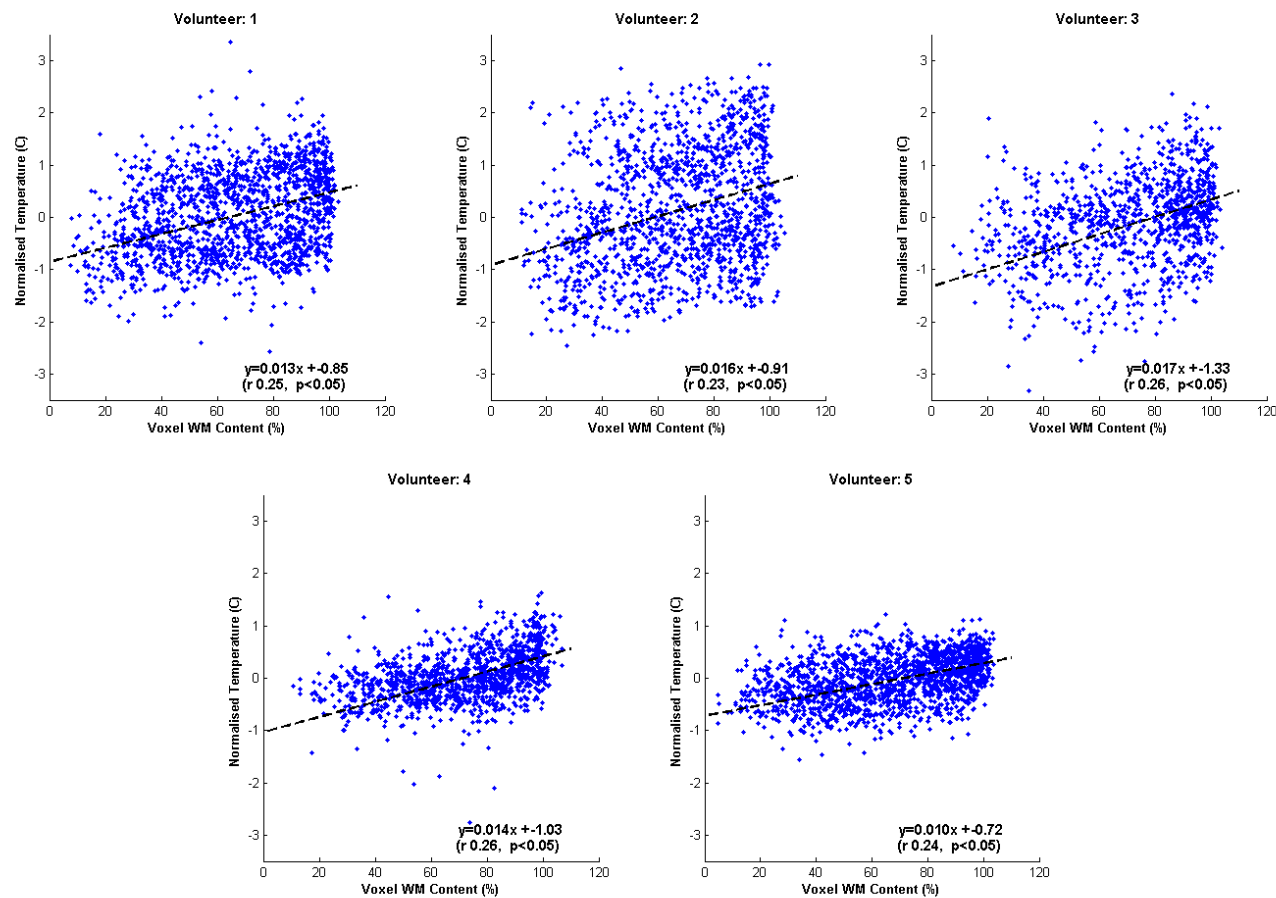 Volunteer: 1
Normalised Temperature (C)
3
2
1
0
-1
-2
-3
y=0.013x +-0.85
(r 0.25, p<0.05)
0 20 40 60 80 100 120
Voxel WM Content (%)
Volunteer: 2
Normalised Temperature (C)
3
2
1
0
-1
-2
-3
y=0.016x +-0.91
(r 0.23, p<0.05)
0 20 40 60 80 100 120
Voxel WM Content (%)
Volunteer: 3
Normalised Temperature (C)
3
2
1
0
-1
-2
-3
y=0.017x +-1.33
(r 0.26, p<0.05)
0 20 40 60 80 100 120
Voxel WM Content (%)
Volunteer: 4
Normalised Temperature (C)
3
2
1
0
-1
-2
-3
y=0.014x +-1.03
(r 0.26, p<0.05)
0 20 40 60 80 100 120
Voxel WM Content (%)
Volunteer: 5
Normalised Temperature (C)
3
2
1
0
-1
-2
-3
y=0.010x +-0.72
(r 0.24, p<0.05)
0 20 40 60 80 100 120
Voxel WM Content (%)